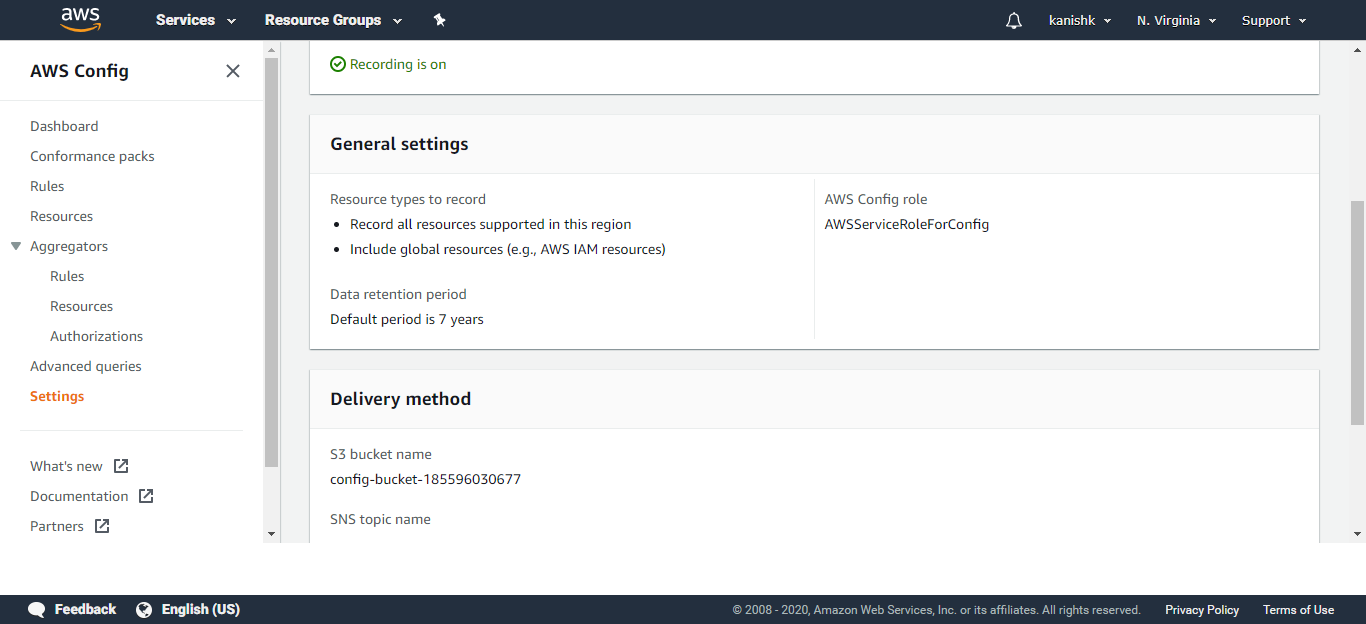 aws Services Resource Groups kanishk N. Virginia Support
AWS Config
Dashboard
Conformance packs
Rules
Resources
Aggregators
Rules
Resources
Authorizations
Advanced queries
Settings
What's new
Documentation
Partners
Recording is on
General settings
Resource types to record
Record all resources supported in this region
Include global resources (e.g., AWS IAM resources)
Data retention period
Default period is 7 years
AWS Config role
AWSServiceRoleForConfig
Delivery method
S3 bucket name
config-bucket-185596030677
SNS topic name
Feedback English (US) © 2008 - 2020, Amazon Web Services, Inc. or its affiliates. All rights reserved. Privacy Policy Terms of Use